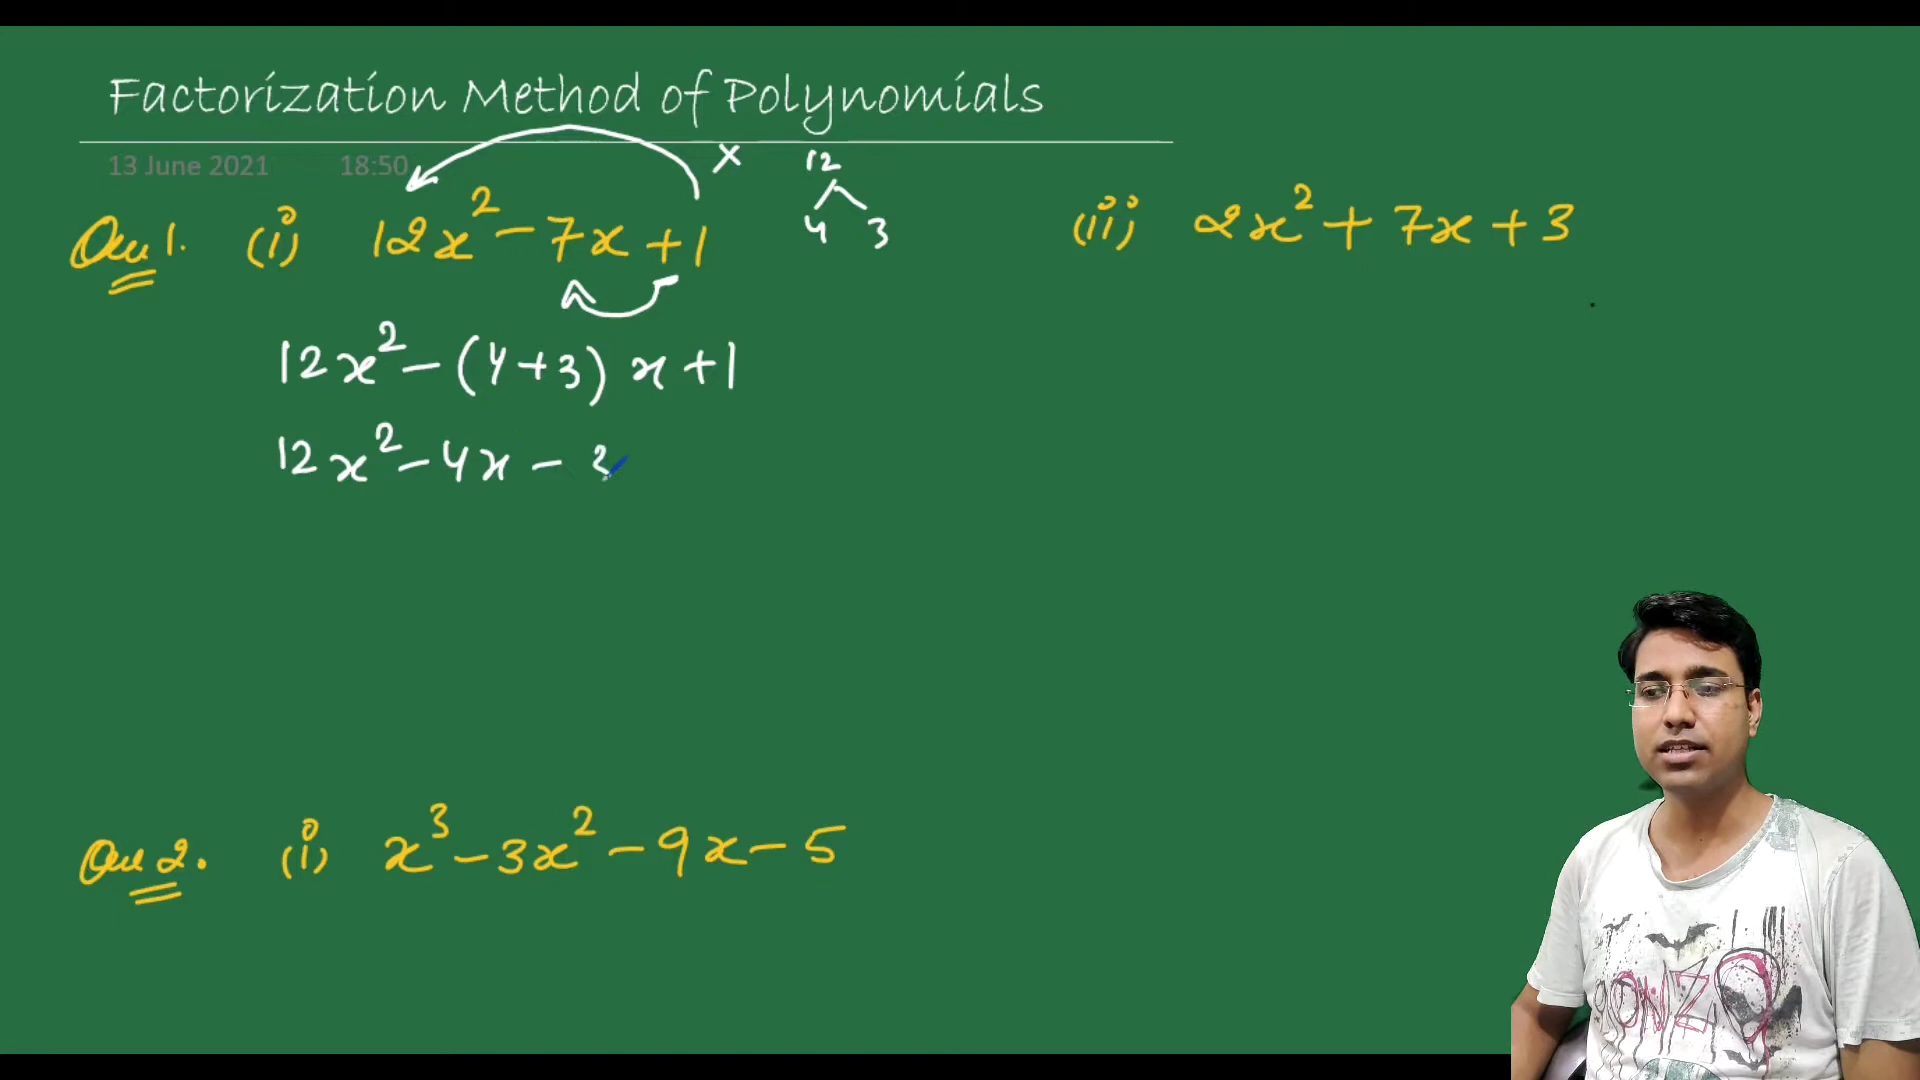 Factorization Method of Polynomials
13 June 2021 18:50
Que 1. (i) 12x² - 7x + 1
×
12
4 3
12x² - (4+3) x + 1
12x² - 4x - 3
(ii) 2x² + 7x + 3
Que 2. (i) x³ - 3x² - 9x - 5